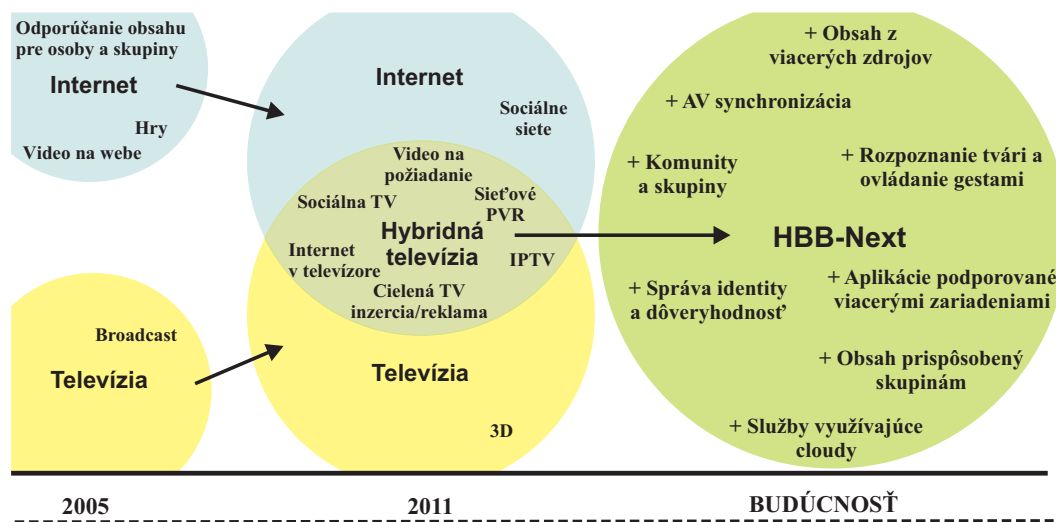 Odporúčanie obsahu
pre osoby a skupiny
Internet
Hry
Video na webe
Broadcast
Televízia
Internet
Sociálne
siete
Video na
požiadanie
Sociálna TV
Sieťové
PVR
Hybridná
televízia
Internet
v televízore
IPTV
Cielená TV
inzercia/reklama
Televízia
3D
+ Obsah z
viacerých zdrojov
+ AV synchronizácia
+ Komunity
a skupiny
+ Rozpoznanie tvári a
ovládanie gestami
HBB-Next
+ Správa identity
a dôveryhodnosť
+ Aplikácie podporované
viacerými zariadeniami
+ Obsah prispôsobený
skupinám
+ Služby využívajúce
cloudy
2005
2011
BUDÚCNOSŤ